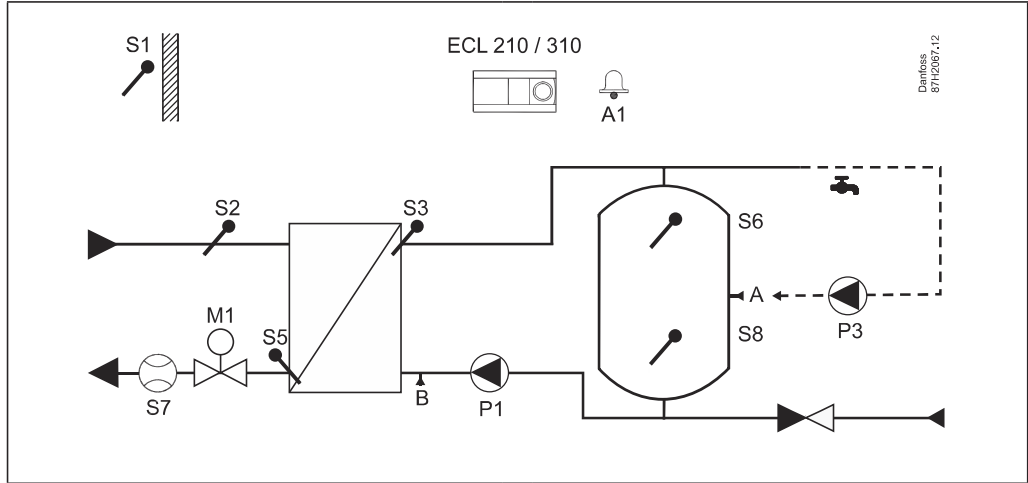 S1
ECL 210 / 310
A1
Danfoss
87H2067.12
S2
S3
S6
A
P3
S8
M1
S5
S7
B
P1